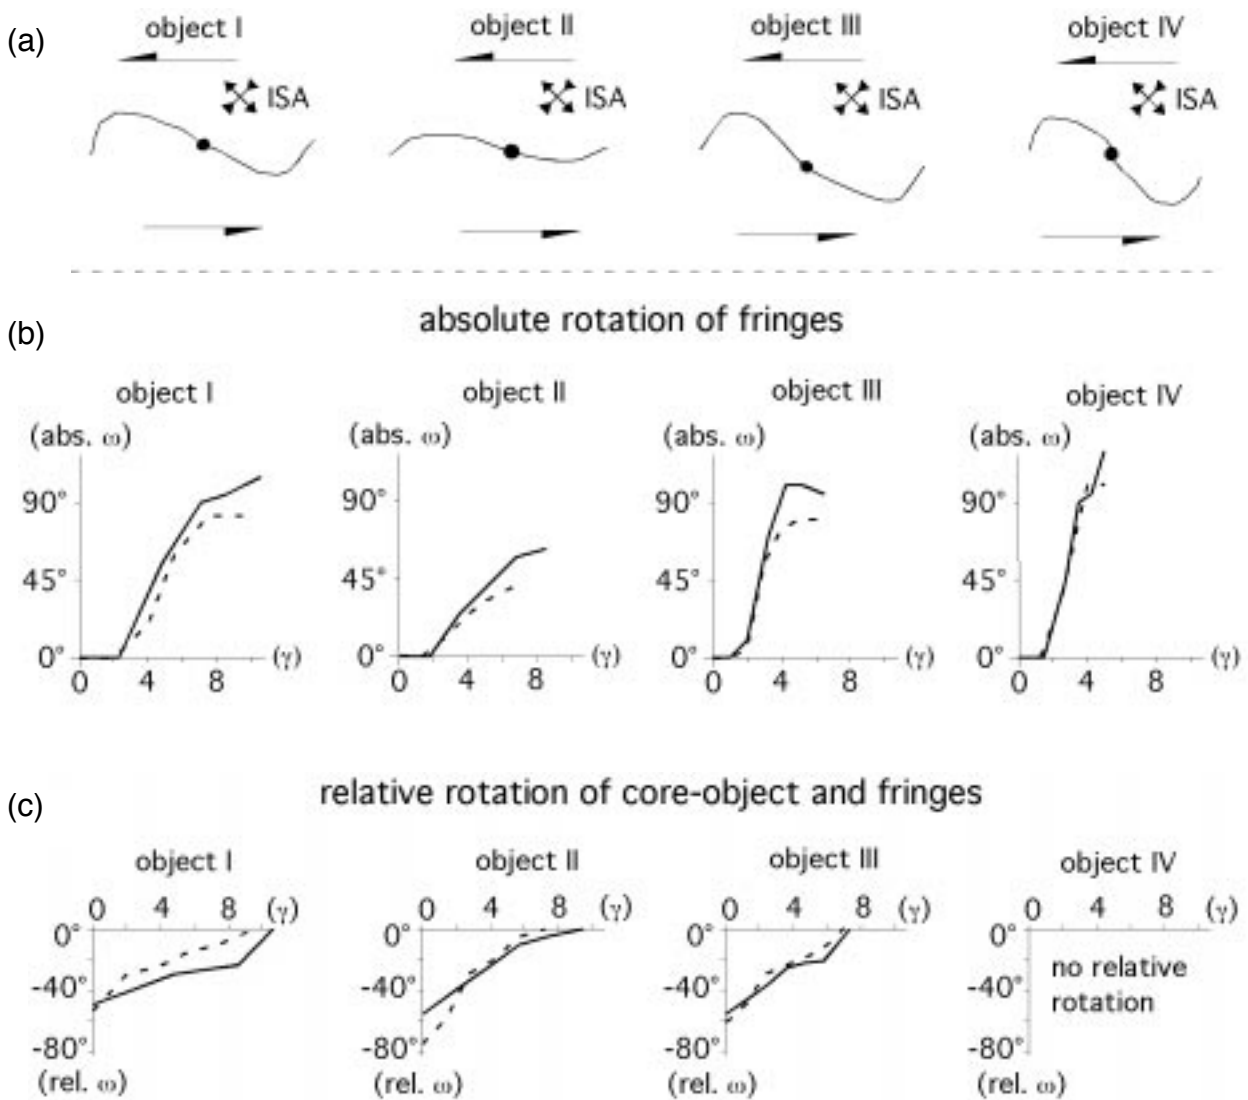 (a)
object I object II object III object IV
ISA ISA ISA ISA
(b)
absolute rotation of fringes
object I object II object III object IV
(abs. ω) (abs. ω) (abs. ω) (abs. ω)
90° 90° 90° 90°
45° 45° 45° 45°
0° 0° 0° 0°
0 4 8 (γ) 0 4 8 (γ) 0 4 8 (γ) 0 4 8 (γ)
(c)
relative rotation of core-object and fringes
object I object II object III object IV
0 4 8 (γ) 0 4 8 (γ) 0 4 8 (γ) 0 4 8 (γ)
0° 0° 0° 0°
no relative
-40° -40° -40° -40°
rotation
-80° -80° -80° -80°
(rel. ω) (rel. ω) (rel. ω) (rel. ω)